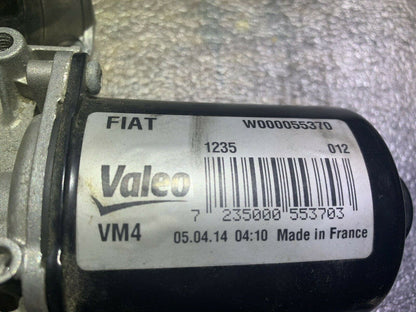 FIAT W000055370
1235 012
Valeo
7 235000 553703
VM4 05.04.14 04:10 Made in France